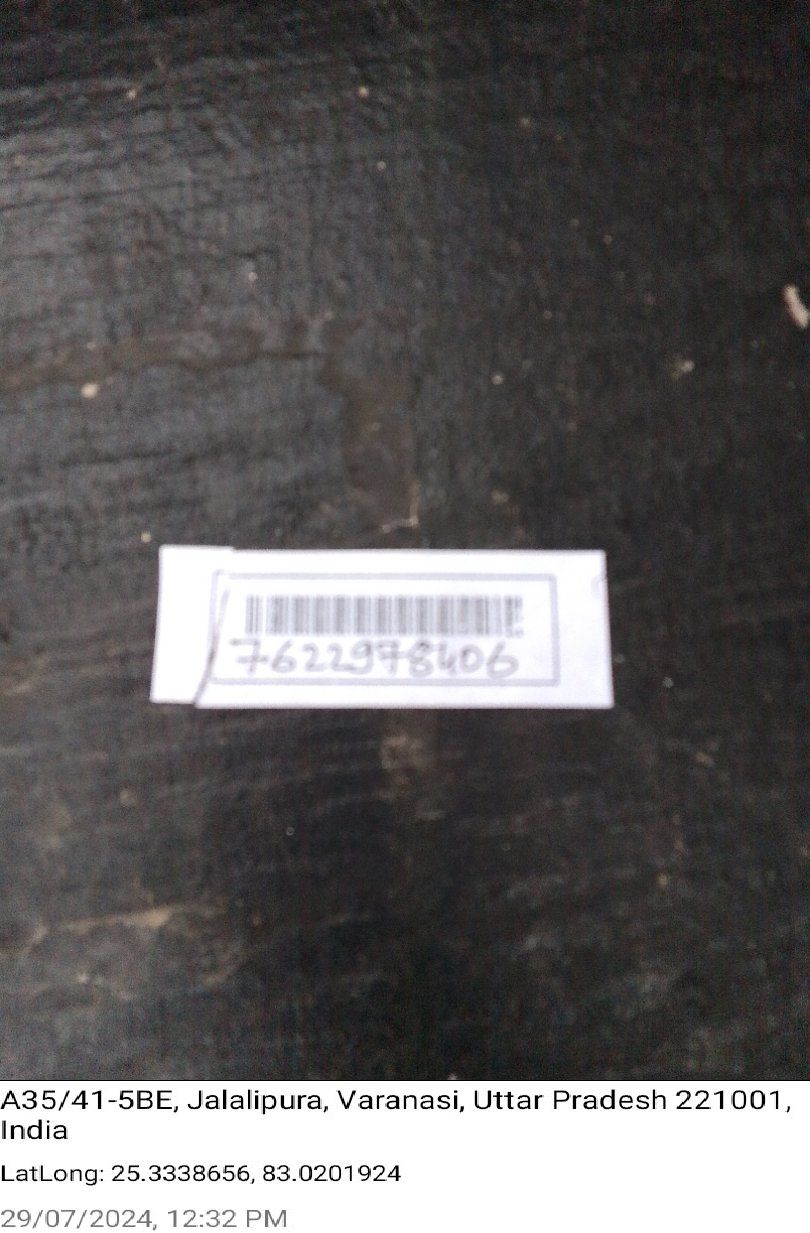 7622978406
A35/41-5BE, Jalalipura, Varanasi, Uttar Pradesh 221001,
India
LatLong: 25.3338656, 83.0201924
29/07/2024, 12:32 PM